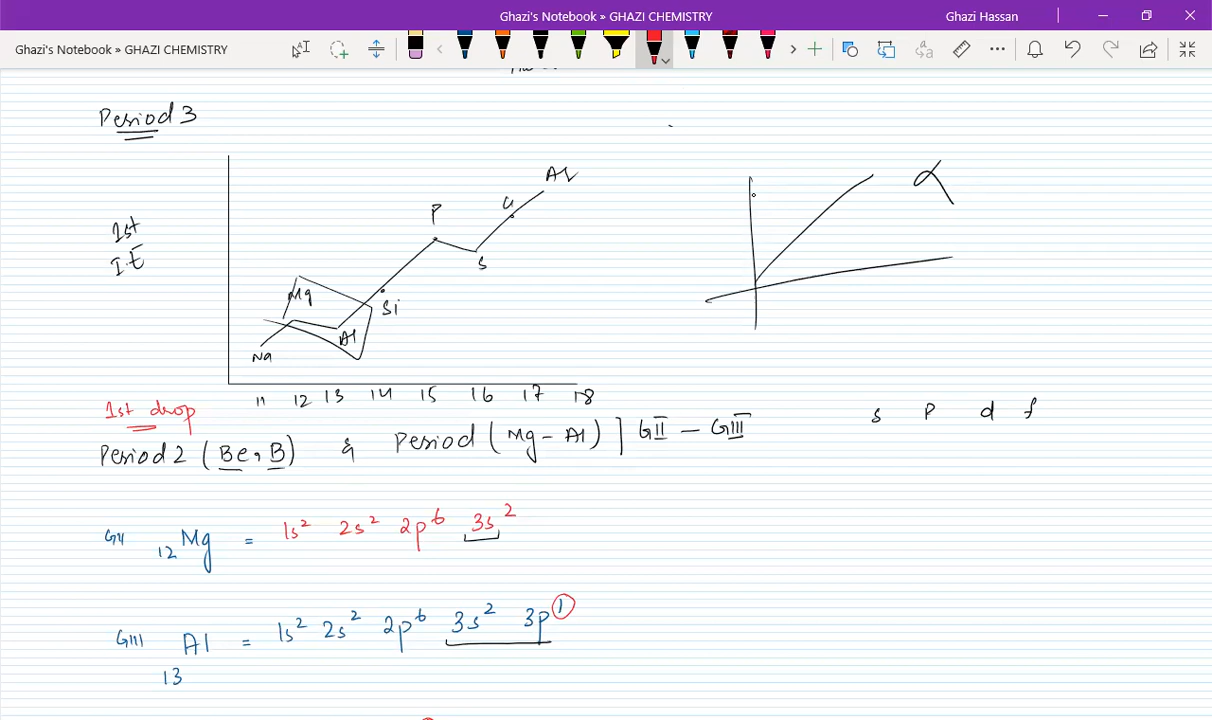 Ghazi's Notebook » GHAZI CHEMISTRY
Ghazi Hassan
Ghazi's Notebook » GHAZI CHEMISTRY
Period 3
1st
I.E
Na
Mg
Al
Si
P
S
Cl
Ar
α
11 12 13 14 15 16 17 18
1st drop
s p d f
Period 2 (Be, B) & Period (Mg - Al) ] GII - GIII
GII 12 Mg = 1s² 2s² 2p⁶ 3s²
GIII 13 Al = 1s² 2s² 2p⁶ 3s² 3p¹